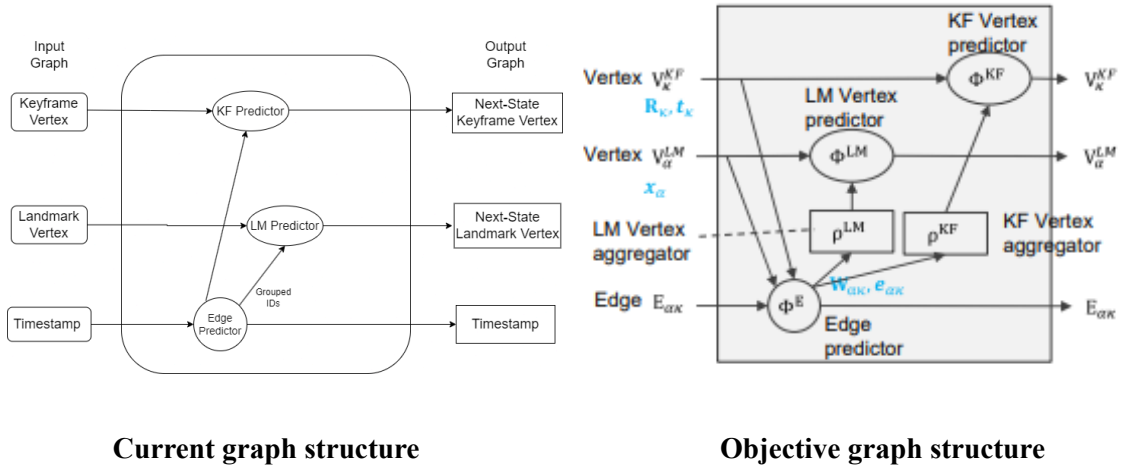 Input
Graph
Output
Graph
Keyframe
Vertex
KF Predictor
Next-State
Keyframe Vertex
Landmark
Vertex
LM Predictor
Next-State
Landmark Vertex
Grouped
IDs
Timestamp
Edge
Predictor
Timestamp
Current graph structure
KF Vertex
predictor
Vertex V_κ^KF
Φ^KF
V_κ^KF
R_κ, t_κ
LM Vertex
predictor
Vertex V_α^LM
Φ^LM
V_α^LM
x_α
LM Vertex
aggregator
ρ^LM
ρ^KF
KF Vertex
aggregator
W_ακ, e_ακ
Edge E_ακ
Φ^E
E_ακ
Edge
predictor
Objective graph structure